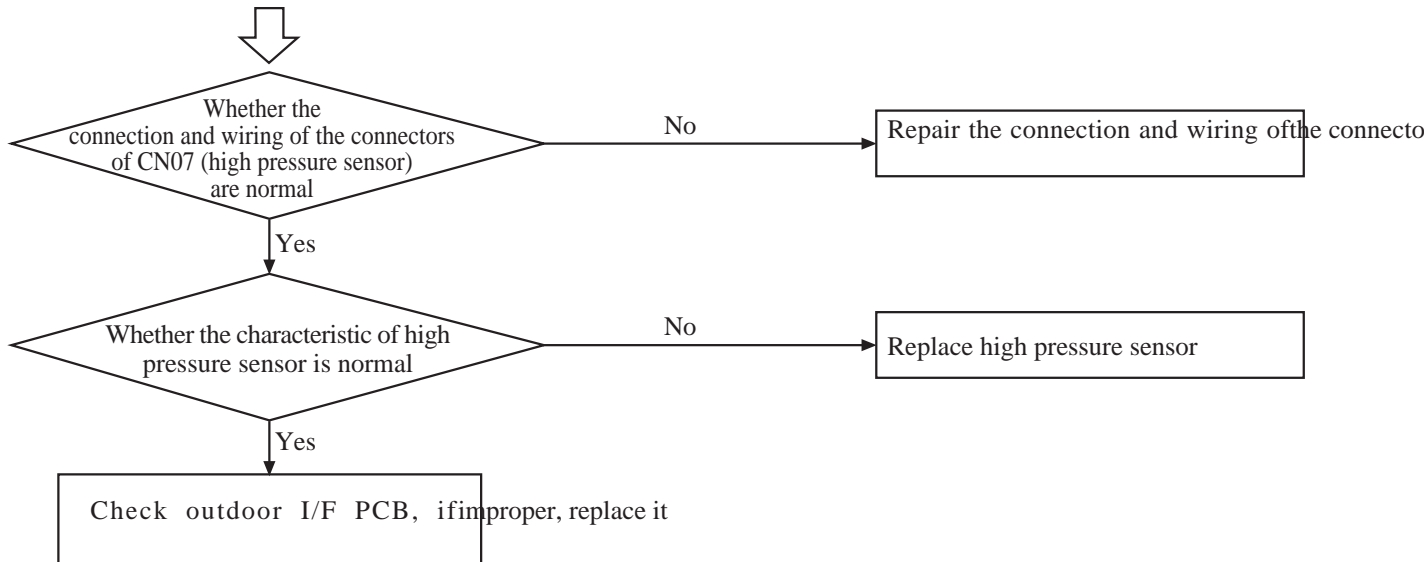 Whether the
connection and wiring of the connectors
of CN07 (high pressure sensor)
are normal
No
Repair the connection and wiring ofthe connecto
Yes
Whether the characteristic of high
pressure sensor is normal
No
Replace high pressure sensor
Yes
Check outdoor I/F PCB, ifimproper, replace it